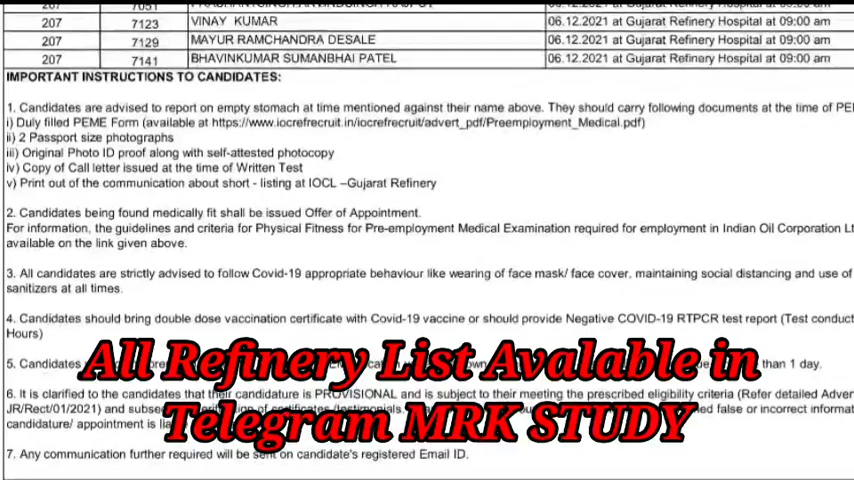 207 7051
207 7123 VINAY KUMAR 06.12.2021 at Gujarat Refinery Hospital at 09:00 am
207 7129 MAYUR RAMCHANDRA DESALE 06.12.2021 at Gujarat Refinery Hospital at 09:00 am
207 7141 BHAVINKUMAR SUMANBHAI PATEL 06.12.2021 at Gujarat Refinery Hospital at 09:00 am
IMPORTANT INSTRUCTIONS TO CANDIDATES:
1. Candidates are advised to report on empty stomach at time mentioned against their name above. They should carry following documents at the time of PE
i) Duly filled PEME Form (available at https://www.iocrefrecruit.in/iocrefrecruit/advert_pdf/Preemployment_Medical.pdf)
ii) 2 Passport size photographs
iii) Original Photo ID proof along with self-attested photocopy
iv) Copy of Call letter issued at the time of Written Test
v) Print out of the communication about short - listing at IOCL –Gujarat Refinery
2. Candidates being found medically fit shall be issued Offer of Appointment.
For information, the guidelines and criteria for Physical Fitness for Pre-employment Medical Examination required for employment in Indian Oil Corporation Lt
available on the link given above.
3. All candidates are strictly advised to follow Covid-19 appropriate behaviour like wearing of face mask/ face cover, maintaining social distancing and use of
sanitizers at all times.
4. Candidates should bring double dose vaccination certificate with Covid-19 vaccine or should provide Negative COVID-19 RTPCR test report (Test conduct
Hours)
5. Candidates than 1 day.
All Refinery List Avalable in
6. It is clarified to the candidates that their candidature is PROVISIONAL and is subject to their meeting the prescribed eligibility criteria (Refer detailed Adver
JR/Rect/01/2021) and false or incorrect informat
Telegram MRK STUDY
candidature/ appointment is
7. Any communication further required will be sent on candidate's registered Email ID.